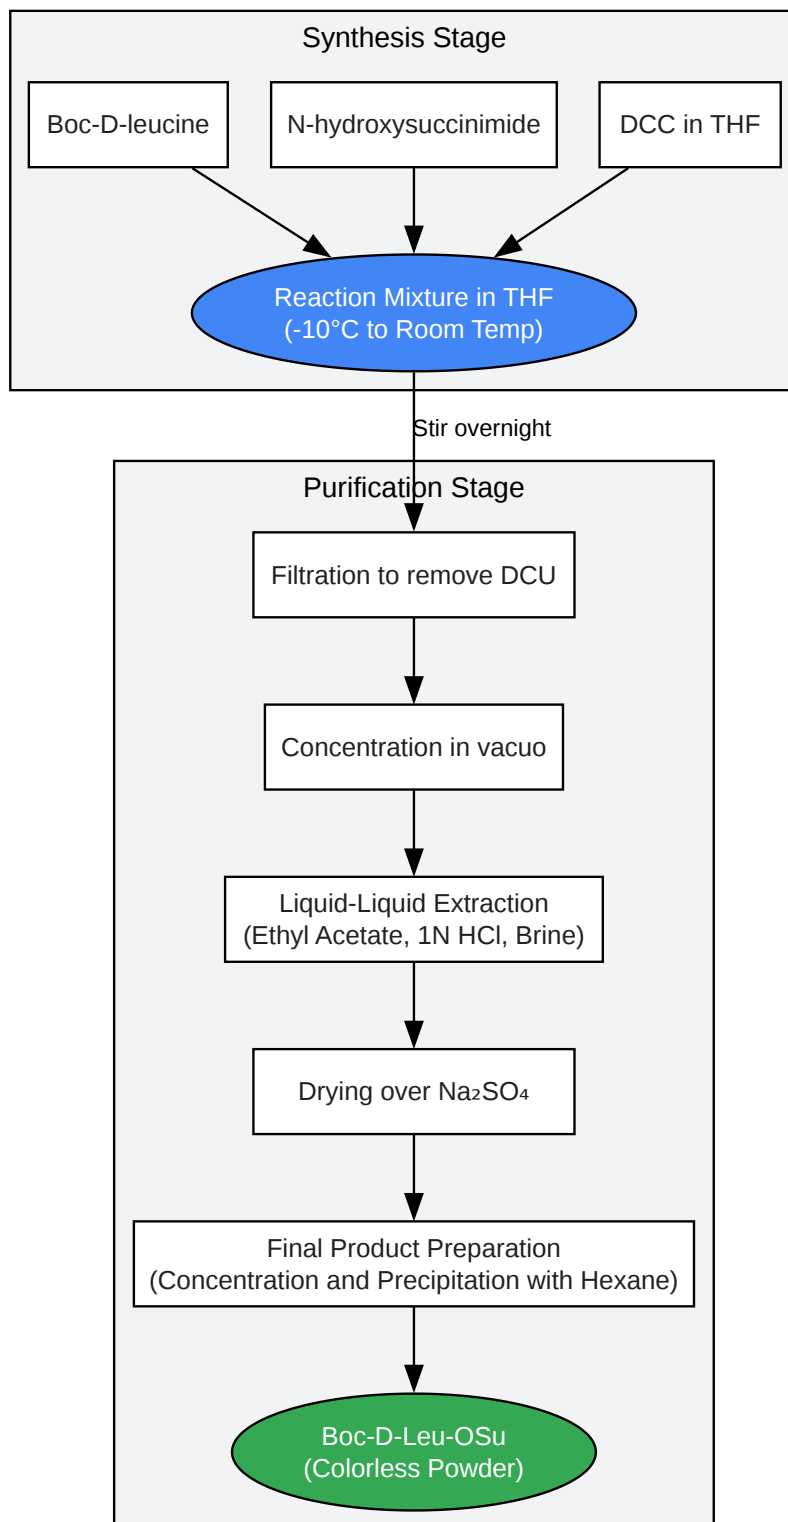 Synthesis Stage
Boc-D-leucine
N-hydroxysuccinimide
DCC in THF
Reaction Mixture in THF
(-10°C to Room Temp)
Stir overnight
Purification Stage
Filtration to remove DCU
Concentration in vacuo
Liquid-Liquid Extraction
(Ethyl Acetate, 1N HCl, Brine)
Drying over Na₂SO₄
Final Product Preparation
(Concentration and Precipitation with Hexane)
Boc-D-Leu-OSu
(Colorless Powder)